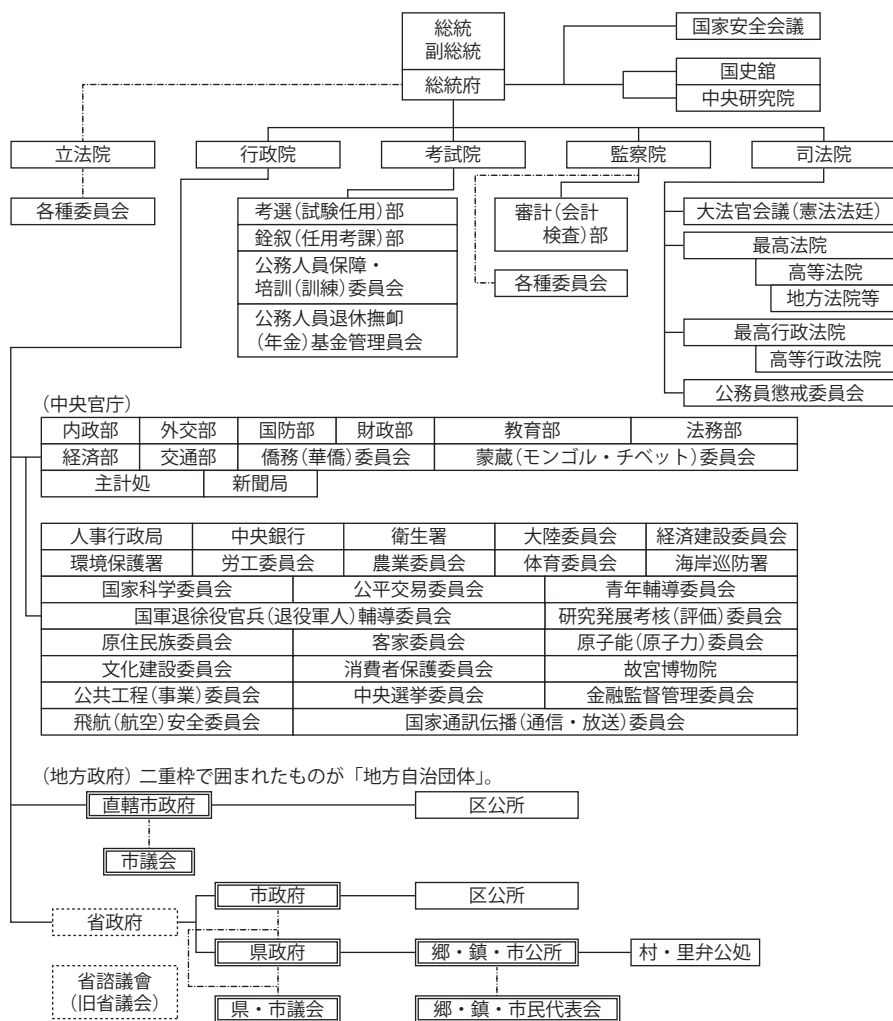 総統
副総統
総統府
国家安全会議
国史舘
中央研究院
立法院
行政院
考試院
監察院
司法院
各種委員会
考選(試験任用)部
銓叙(任用考課)部
公務人員保障・
培訓(訓練)委員会
公務人員退休撫卹
(年金)基金管理員会
審計(会計
検査)部
各種委員会
大法官会議(憲法法廷)
最高法院
高等法院
地方法院等
最高行政法院
高等行政法院
公務員懲戒委員会
(中央官庁)
内政部 外交部 国防部 財政部 教育部 法務部
経済部 交通部 僑務(華僑)委員会 蒙蔵(モンゴル・チベット)委員会
主計処 新聞局
人事行政局 中央銀行 衛生署 大陸委員会 経済建設委員会
環境保護署 労工委員会 農業委員会 体育委員会 海岸巡防署
国家科学委員会 公平交易委員会 青年輔導委員会
国軍退徐役官兵(退役軍人)輔導委員会 研究発展考核(評価)委員会
原住民族委員会 客家委員会 原子能(原子力)委員会
文化建設委員会 消費者保護委員会 故宮博物院
公共工程(事業)委員会 中央選挙委員会 金融監督管理委員会
飛航(航空)安全委員会 国家通訊伝播(通信・放送)委員会
(地方政府) 二重枠で囲まれたものが「地方自治団体」。
直轄市政府 区公所
市議会
市政府 区公所
省政府
県政府 郷・鎮・市公所 村・里弁公処
省諮議會
(旧省議会)
県・市議会 郷・鎮・市民代表会